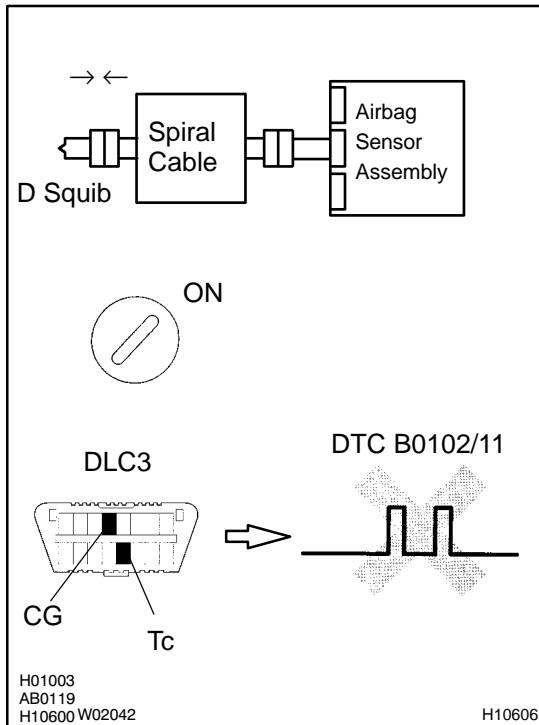 Spiral
Cable
Airbag
Sensor
Assembly
D Squib
ON
DLC3
DTC B0102/11
CG
Tc
H01003
AB0119
H10600 W02042
H10606